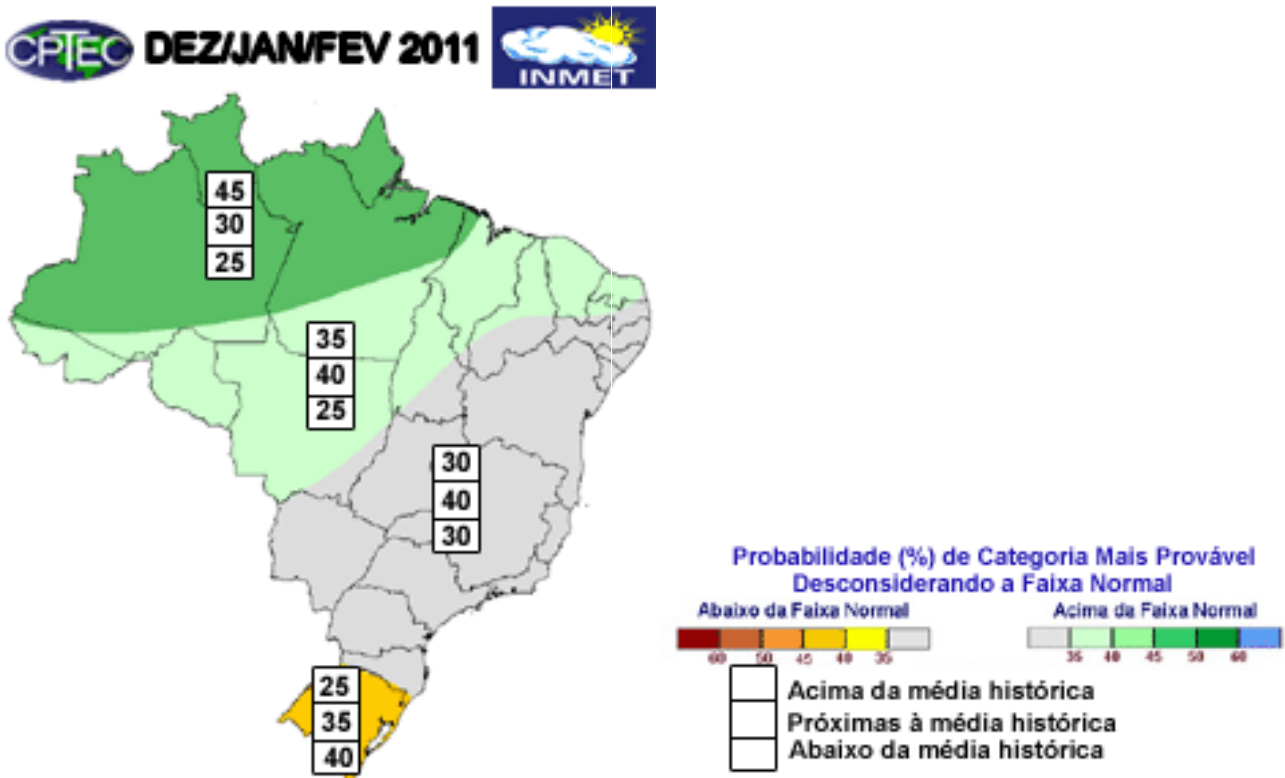 CPTEC DEZ/JAN/FEV 2011 INMET
45
30
25
35
40
25
30
40
30
25
35
40
Probabilidade (%) de Categoria Mais Provável
Desconsiderando a Faixa Normal
Abaixo da Faixa Normal Acima da Faixa Normal
60 50 45 40 35 35 40 45 50 60
Acima da média histórica
Próximas à média histórica
Abaixo da média histórica